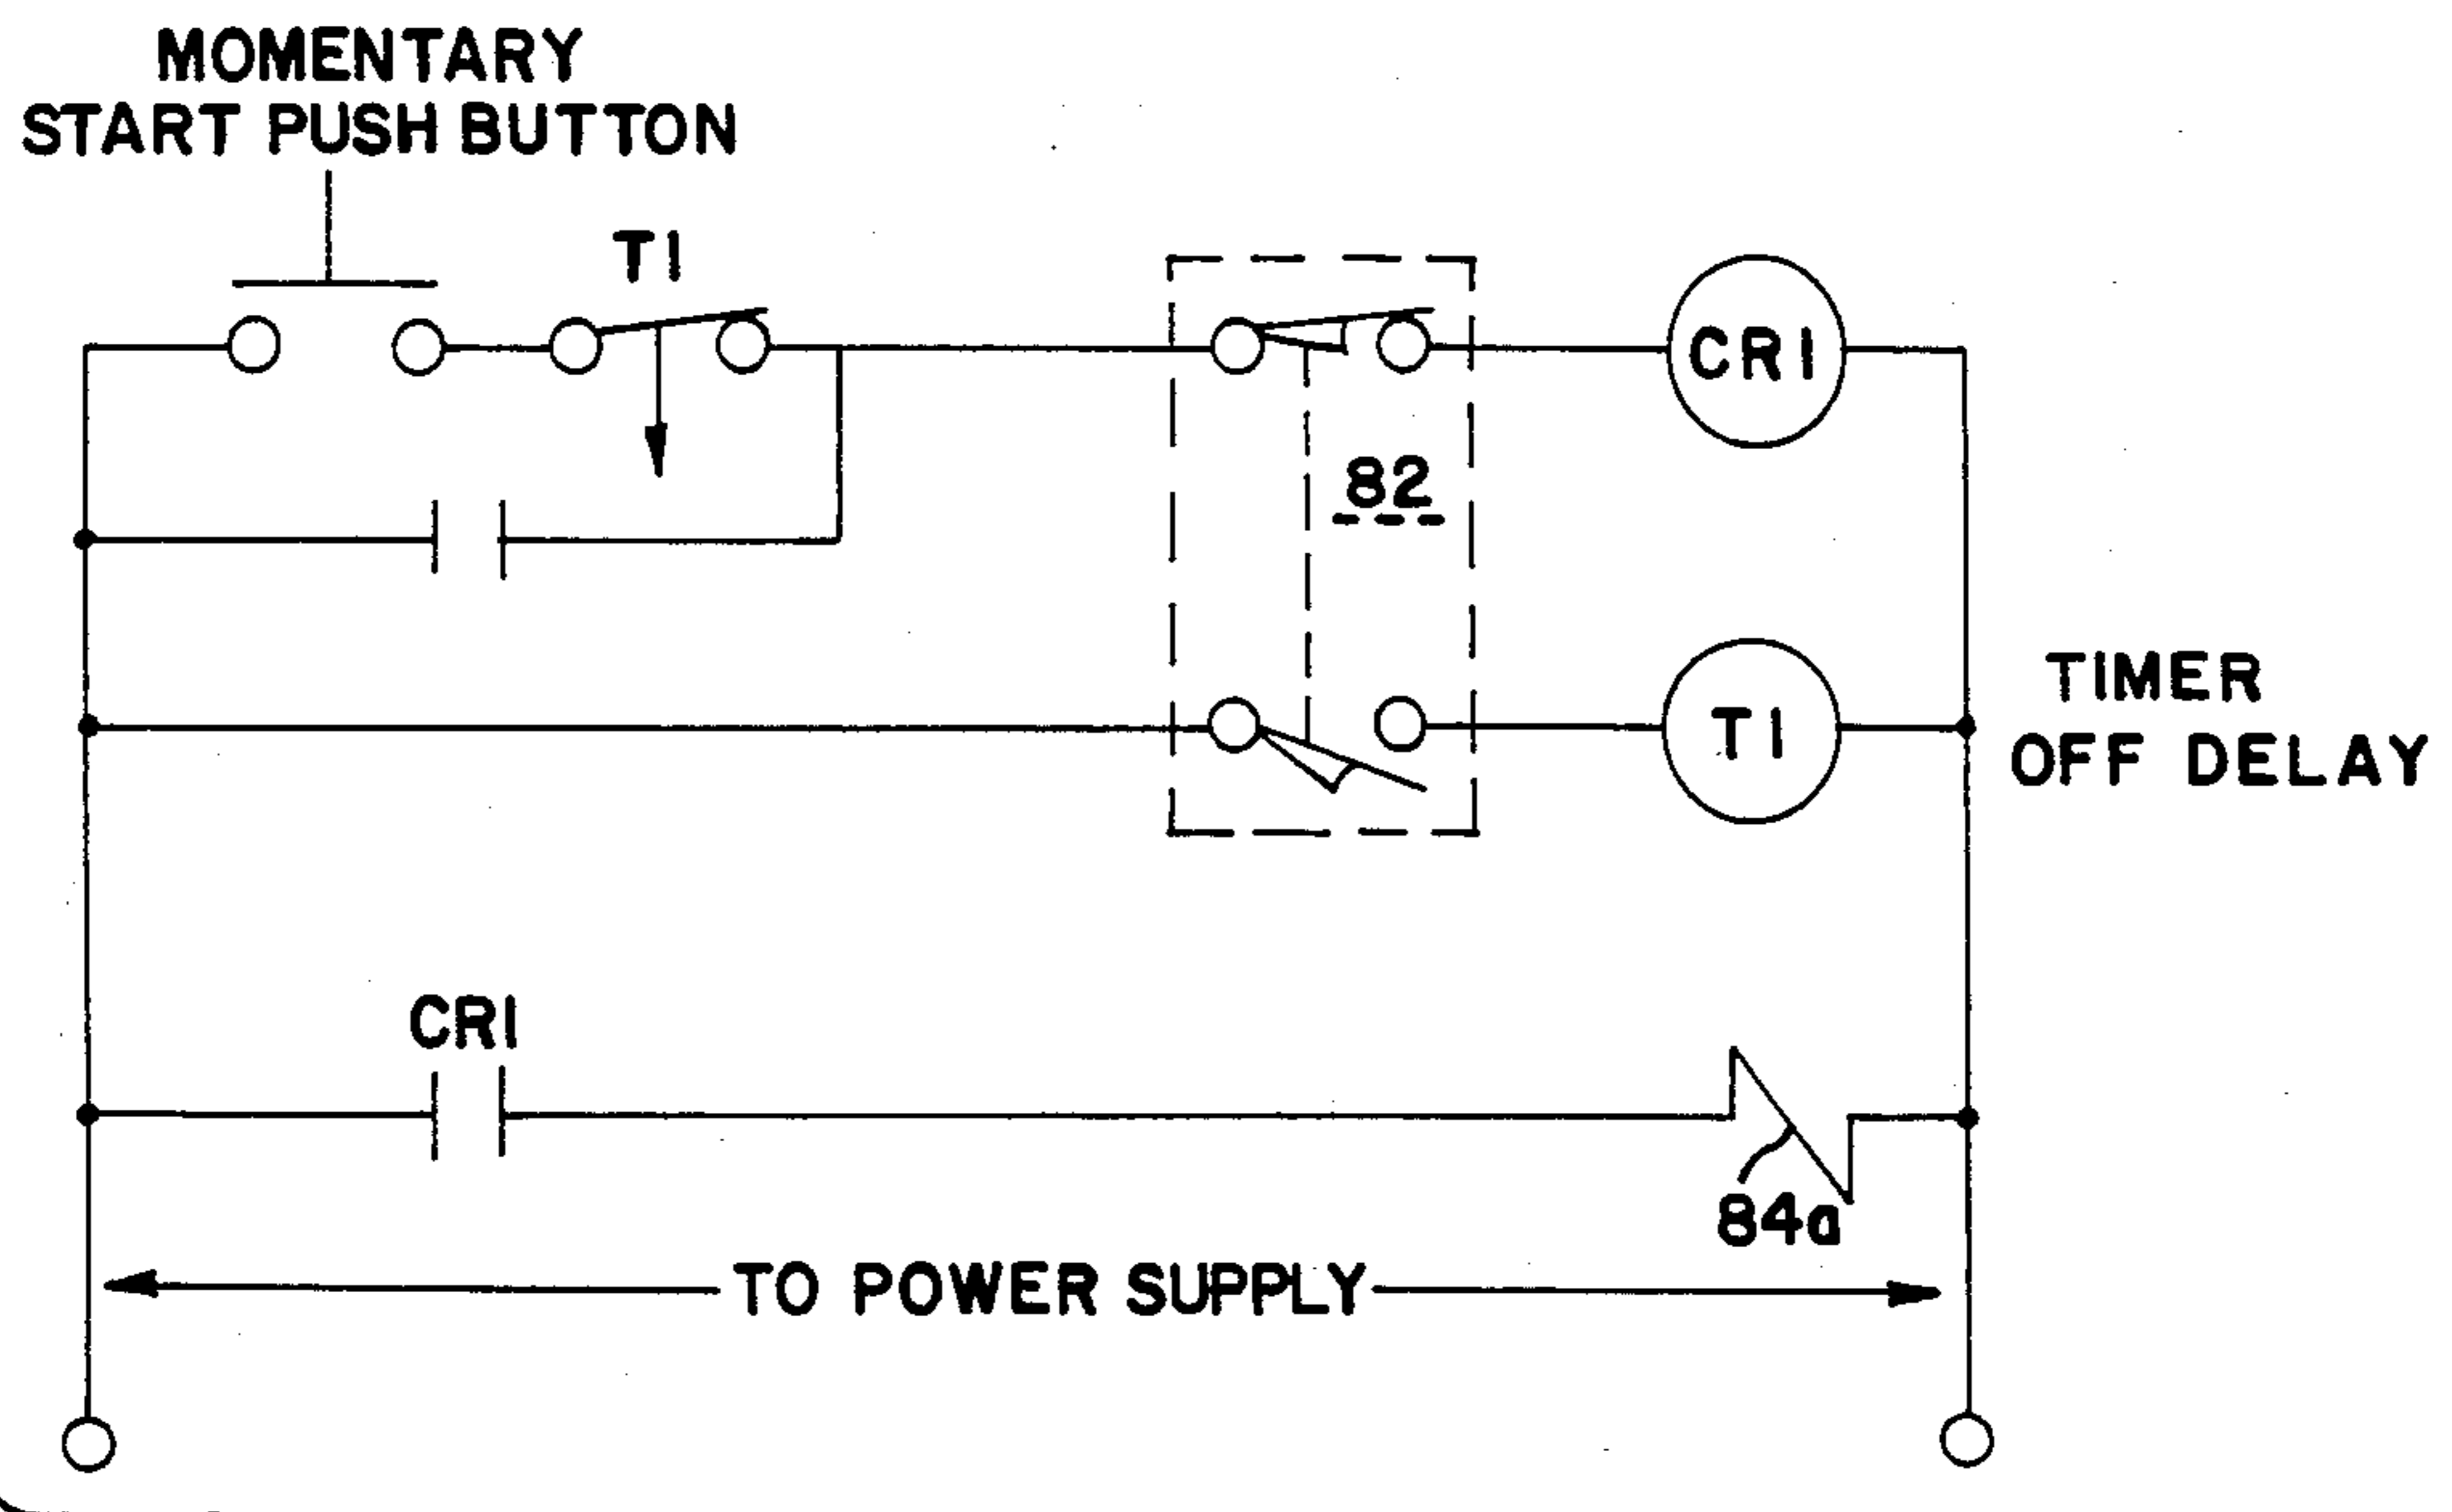 MOMENTARY
START PUSH BUTTON
T1
CR1
82
TIMER
OFF DELAY
T1
CR1
84a
TO POWER SUPPLY